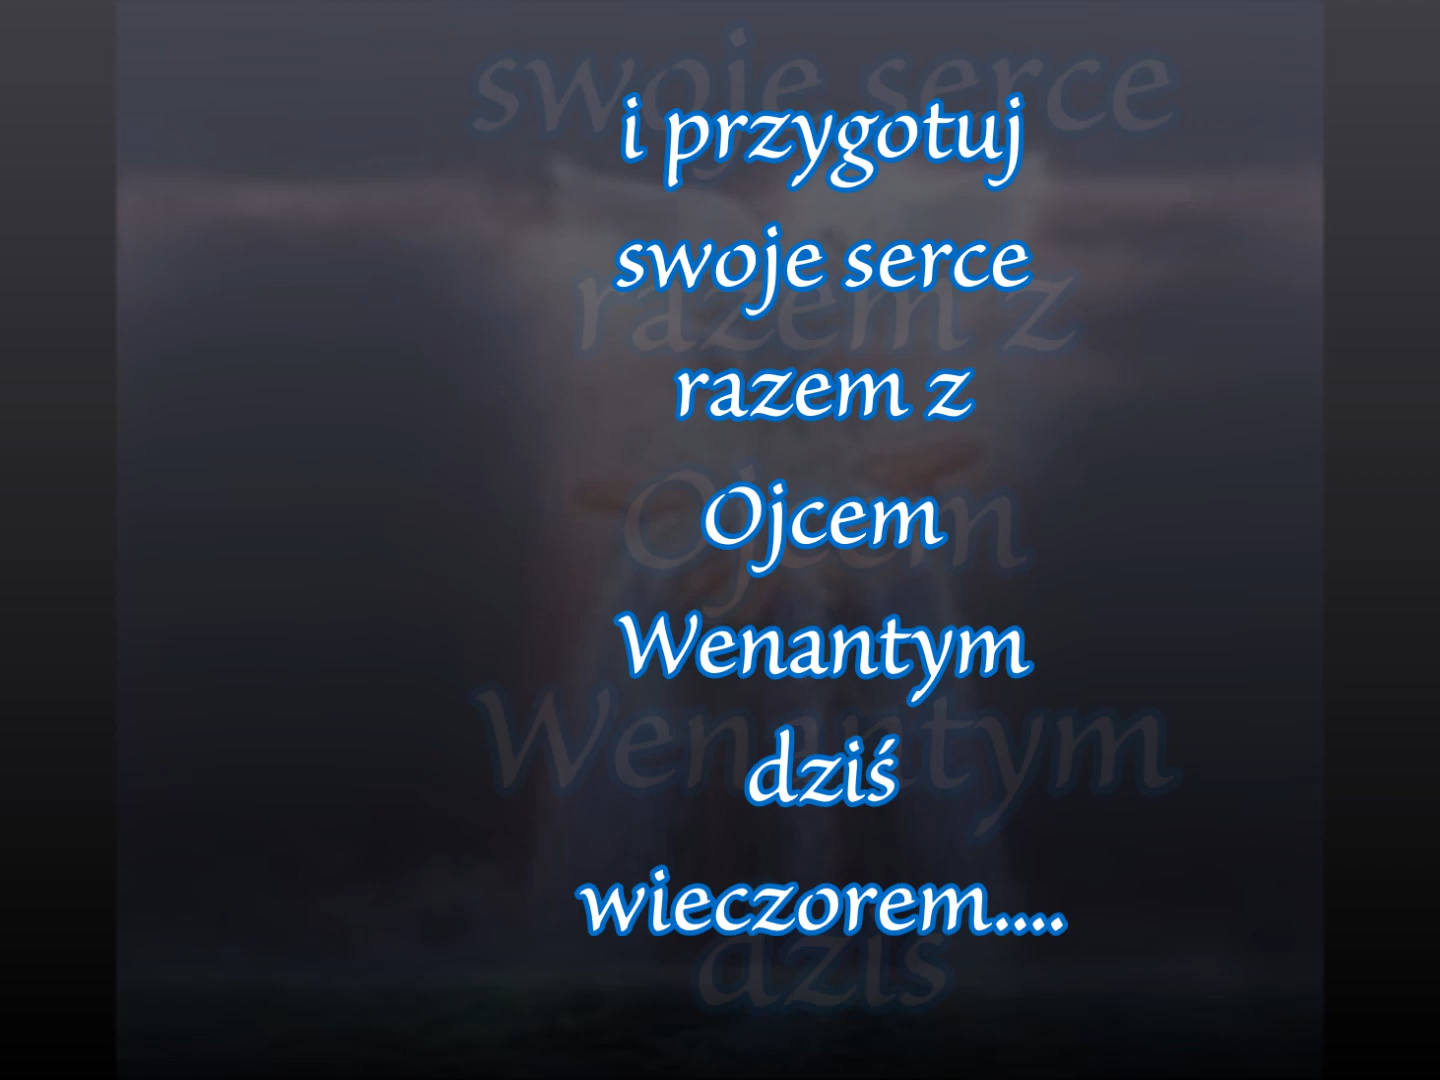 i przygotuj
swoje serce
razem z
Ojcem
Wenantym
dziś
wieczorem....